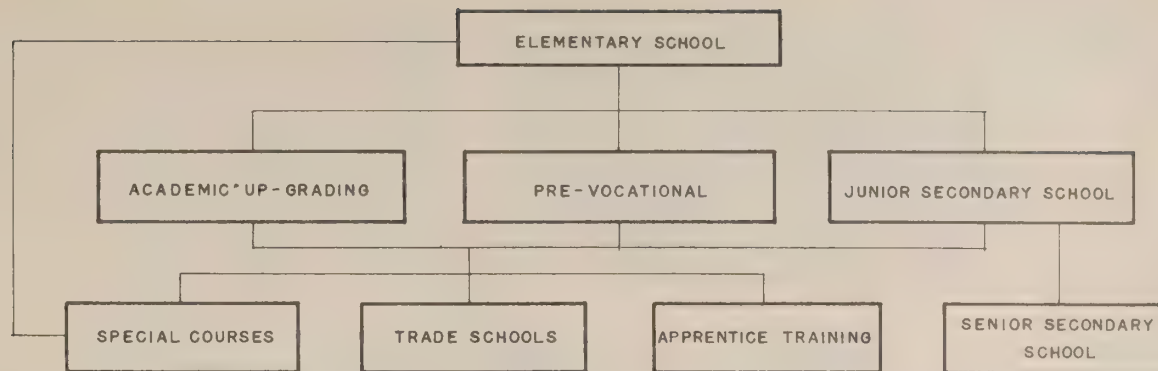 ELEMENTARY SCHOOL
ACADEMIC UP-GRADING
PRE-VOCATIONAL
JUNIOR SECONDARY SCHOOL
SPECIAL COURSES
TRADE SCHOOLS
APPRENTICE TRAINING
SENIOR SECONDARY
SCHOOL